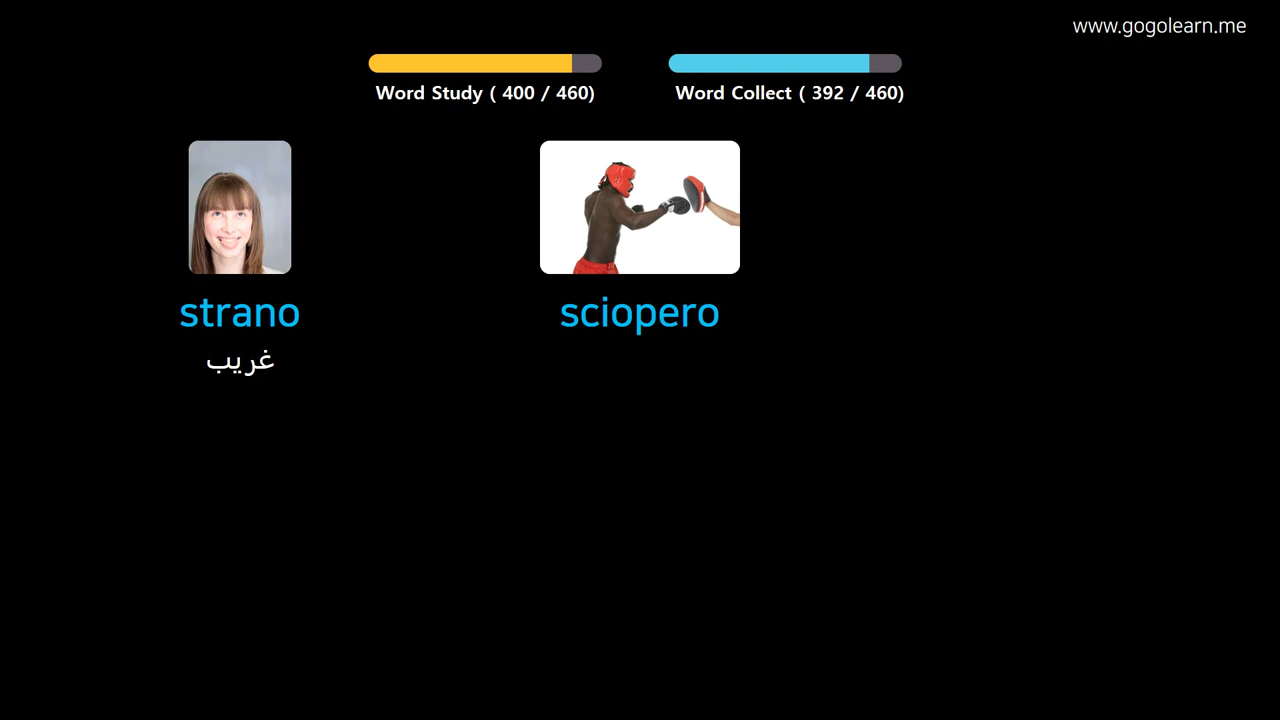 www.gogolearn.me
Word Study ( 400 / 460)
Word Collect ( 392 / 460)
strano
غريب
sciopero